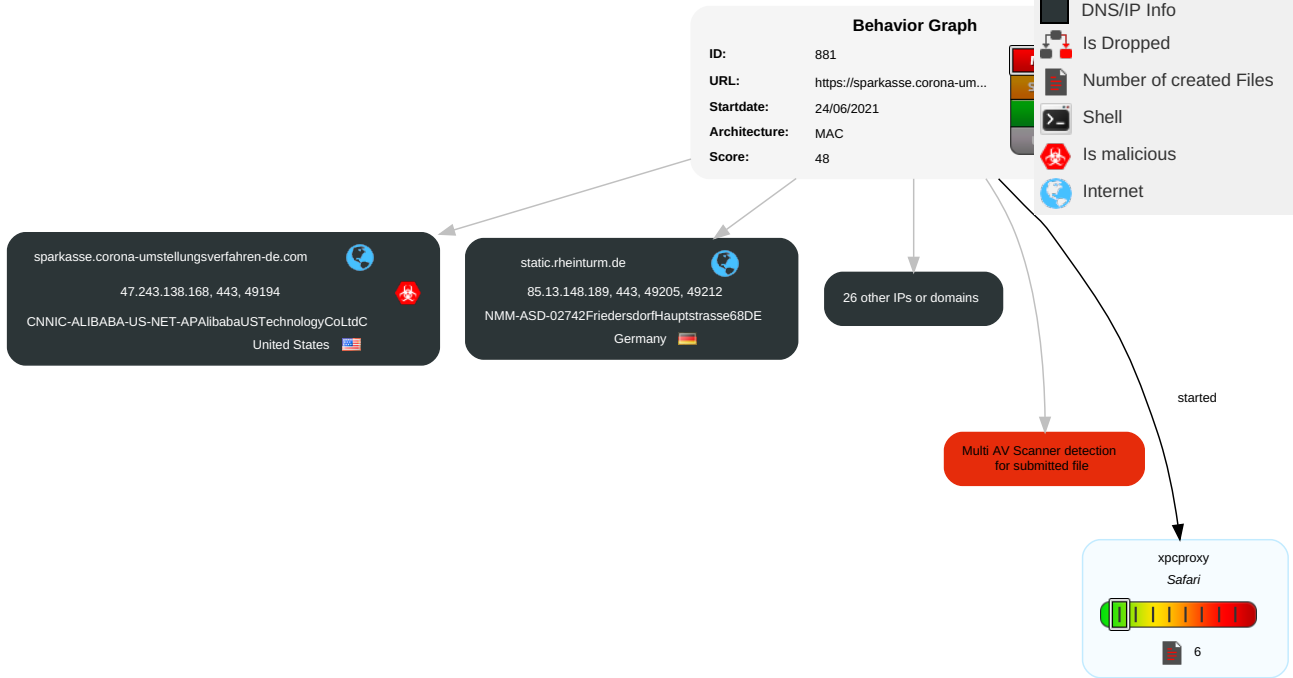 Behavior Graph
ID:
881
URL:
https://sparkasse.corona-um...
Startdate:
24/06/2021
Architecture:
MAC
Score:
48
DNS/IP Info
Is Dropped
Number of created Files
Shell
Is malicious
Internet
sparkasse.corona-umstellungsverfahren-de.com
47.243.138.168, 443, 49194
CNNIC-ALIBABA-US-NET-APAlibabaUSTechnologyCoLtdC
United States
static.rheinturm.de
85.13.148.189, 443, 49205, 49212
NMM-ASD-02742FriedersdorfHauptstrasse68DE
Germany
26 other IPs or domains
started
Multi AV Scanner detection
for submitted file
xpcproxy
Safari
6